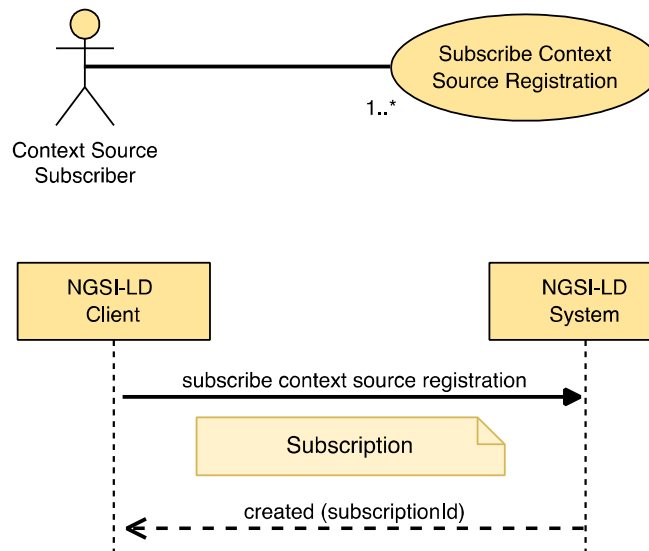 Subscribe Context
Source Registration
1..*
Context Source
Subscriber
NGSI-LD
Client
NGSI-LD
System
subscribe context source registration
Subscription
created (subscriptionId)